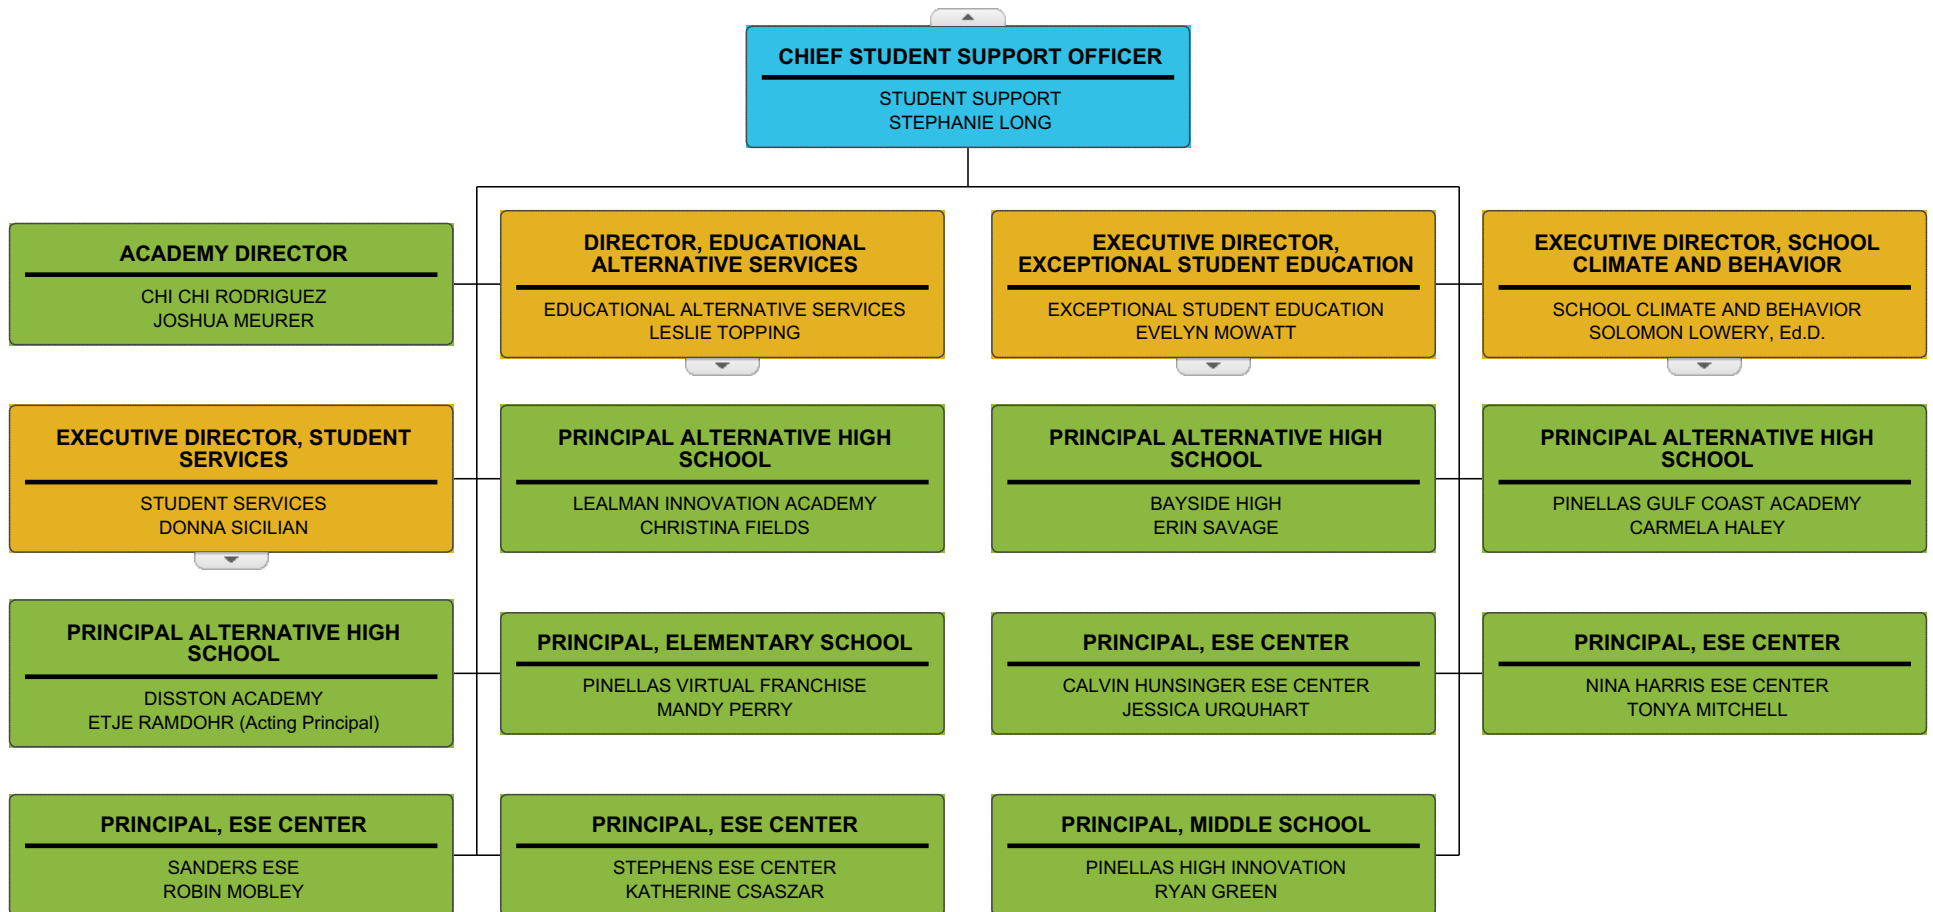 CHIEF STUDENT SUPPORT OFFICER
STUDENT SUPPORT
STEPHANIE LONG
ACADEMY DIRECTOR
CHI CHI RODRIGUEZ
JOSHUA MEURER
DIRECTOR, EDUCATIONAL
ALTERNATIVE SERVICES
EDUCATIONAL ALTERNATIVE SERVICES
LESLIE TOPPING
EXECUTIVE DIRECTOR,
EXCEPTIONAL STUDENT EDUCATION
EXCEPTIONAL STUDENT EDUCATION
EVELYN MOWATT
EXECUTIVE DIRECTOR, SCHOOL
CLIMATE AND BEHAVIOR
SCHOOL CLIMATE AND BEHAVIOR
SOLOMON LOWERY, Ed.D.
EXECUTIVE DIRECTOR, STUDENT
SERVICES
STUDENT SERVICES
DONNA SICILIAN
PRINCIPAL ALTERNATIVE HIGH
SCHOOL
LEALMAN INNOVATION ACADEMY
CHRISTINA FIELDS
PRINCIPAL ALTERNATIVE HIGH
SCHOOL
BAYSIDE HIGH
ERIN SAVAGE
PRINCIPAL ALTERNATIVE HIGH
SCHOOL
PINELLAS GULF COAST ACADEMY
CARMELA HALEY
PRINCIPAL ALTERNATIVE HIGH
SCHOOL
DISSTON ACADEMY
ETJE RAMDOHR (Acting Principal)
PRINCIPAL, ELEMENTARY SCHOOL
PINELLAS VIRTUAL FRANCHISE
MANDY PERRY
PRINCIPAL, ESE CENTER
CALVIN HUNSINGER ESE CENTER
JESSICA URQUHART
PRINCIPAL, ESE CENTER
NINA HARRIS ESE CENTER
TONYA MITCHELL
PRINCIPAL, ESE CENTER
SANDERS ESE
ROBIN MOBLEY
PRINCIPAL, ESE CENTER
STEPHENS ESE CENTER
KATHERINE CSASZAR
PRINCIPAL, MIDDLE SCHOOL
PINELLAS HIGH INNOVATION
RYAN GREEN